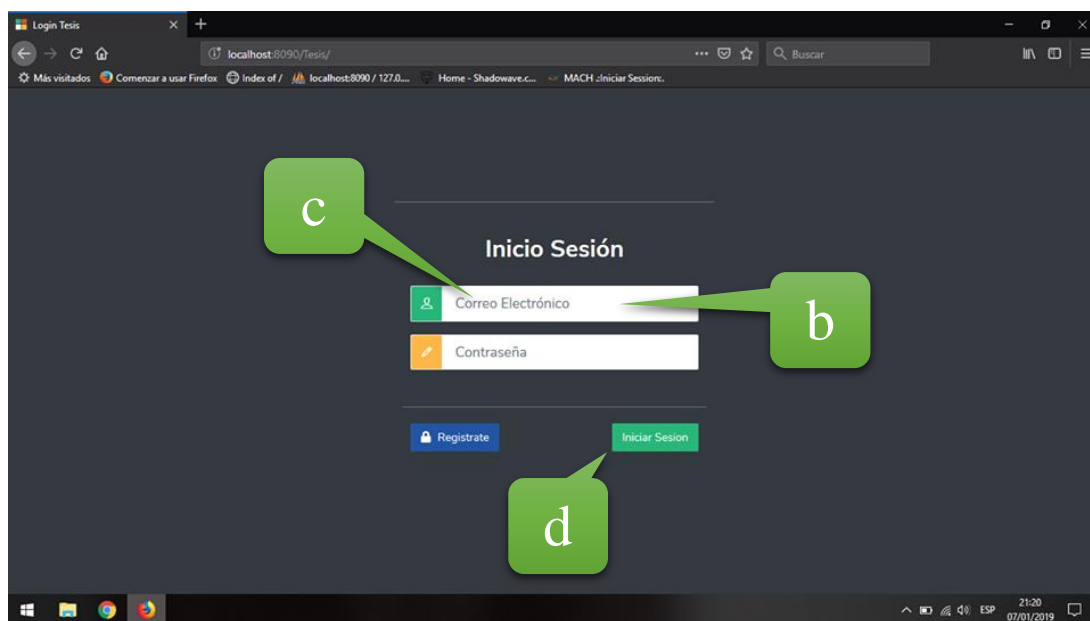 Login Tesis
localhost:8090/Tesis/
Buscar
Más visitados Comenzar a usar Firefox Index of / localhost:8090 / 127.0.... Home - Shadowave.c... MACH .:Iniciar Session:.
c
Inicio Sesión
Correo Electrónico
b
Contraseña
Registrate
Iniciar Sesion
d
ESP
21:20
07/01/2019